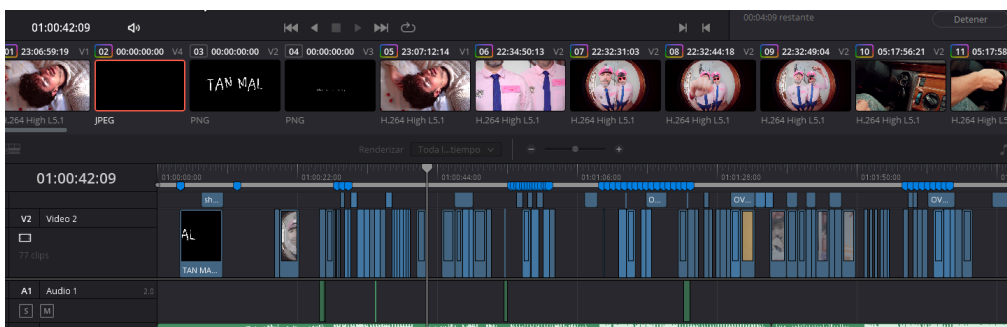 01:00:42:09
00:04:09 restante
Detener
01 23:06:59:19 V1
02 00:00:00:00 V4
03 00:00:00:00 V2
04 00:00:00:00 V3
05 23:07:12:14 V1
06 22:34:50:13 V2
07 22:32:31:03 V2
08 22:32:44:18 V2
09 22:32:49:04 V2
10 05:17:56:21 V2
11 05:17:58
TAN MAL
H.264 High L5.1
JPEG
PNG
PNG
H.264 High L5.1
H.264 High L5.1
H.264 High L5.1
H.264 High L5.1
H.264 High L5.1
H.264 High L5.1
H.264 High L5
Renderizar Toda l...tiempo
01:00:42:09
01:00:00:00
01:00:22:00
01:00:44:00
01:01:06:00
01:01:28:00
01:01:50:00
sh...
O...
OV...
OV...
V2 Video 2
77 clips
AL
TAN MA...
A1 Audio 1 2.0
S M